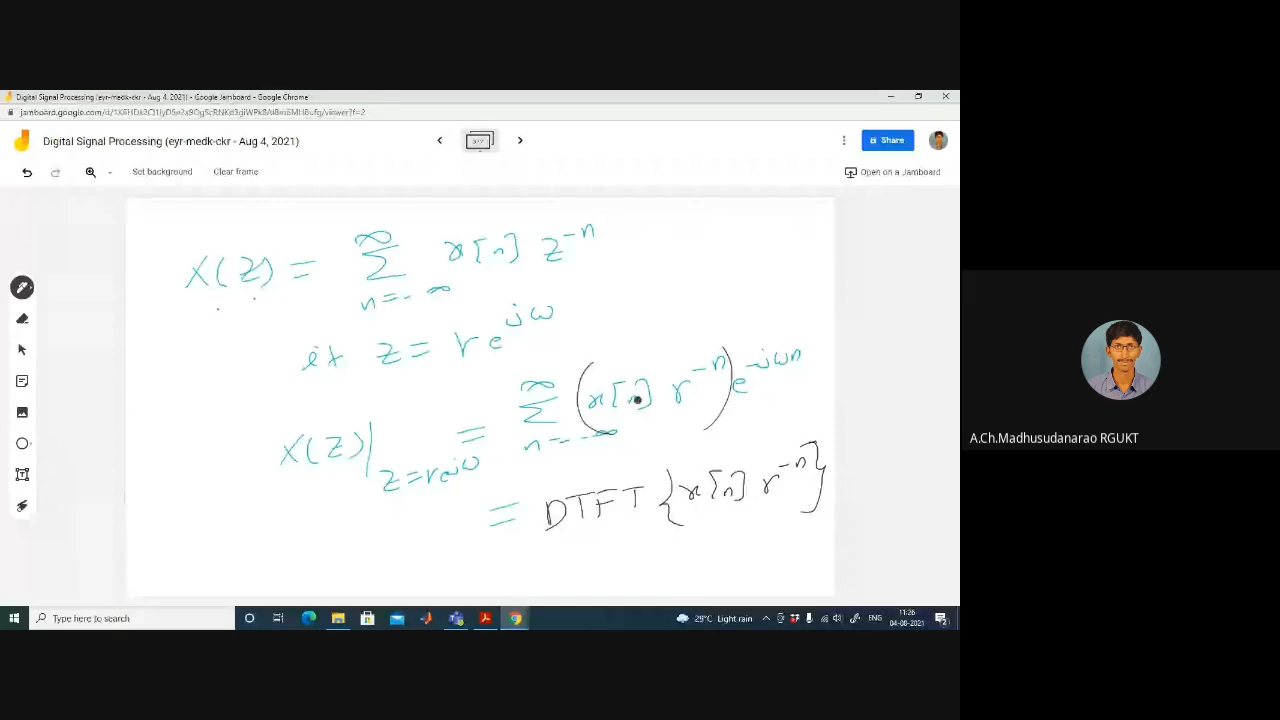 Digital Signal Processing (eyr-medk-ckr - Aug 4, 2021) - Google Jamboard - Google Chrome
Digital Signal Processing (eyr-medk-ckr - Aug 4, 2021)
Share
Set background
Clear frame
Open on a Jamboard
X(Z) = ∞ Σ n=-∞ x[n] z^-n
let z = r e^jω
X(Z)| z=re^jω = ∞ Σ n=-∞ (x[n] r^-n) e^-jωn
= DTFT {x[n] r^-n}
A.Ch.Madhusudanarao RGUKT
Type here to search
29°C Light rain
ENG
11:26
04-08-2021